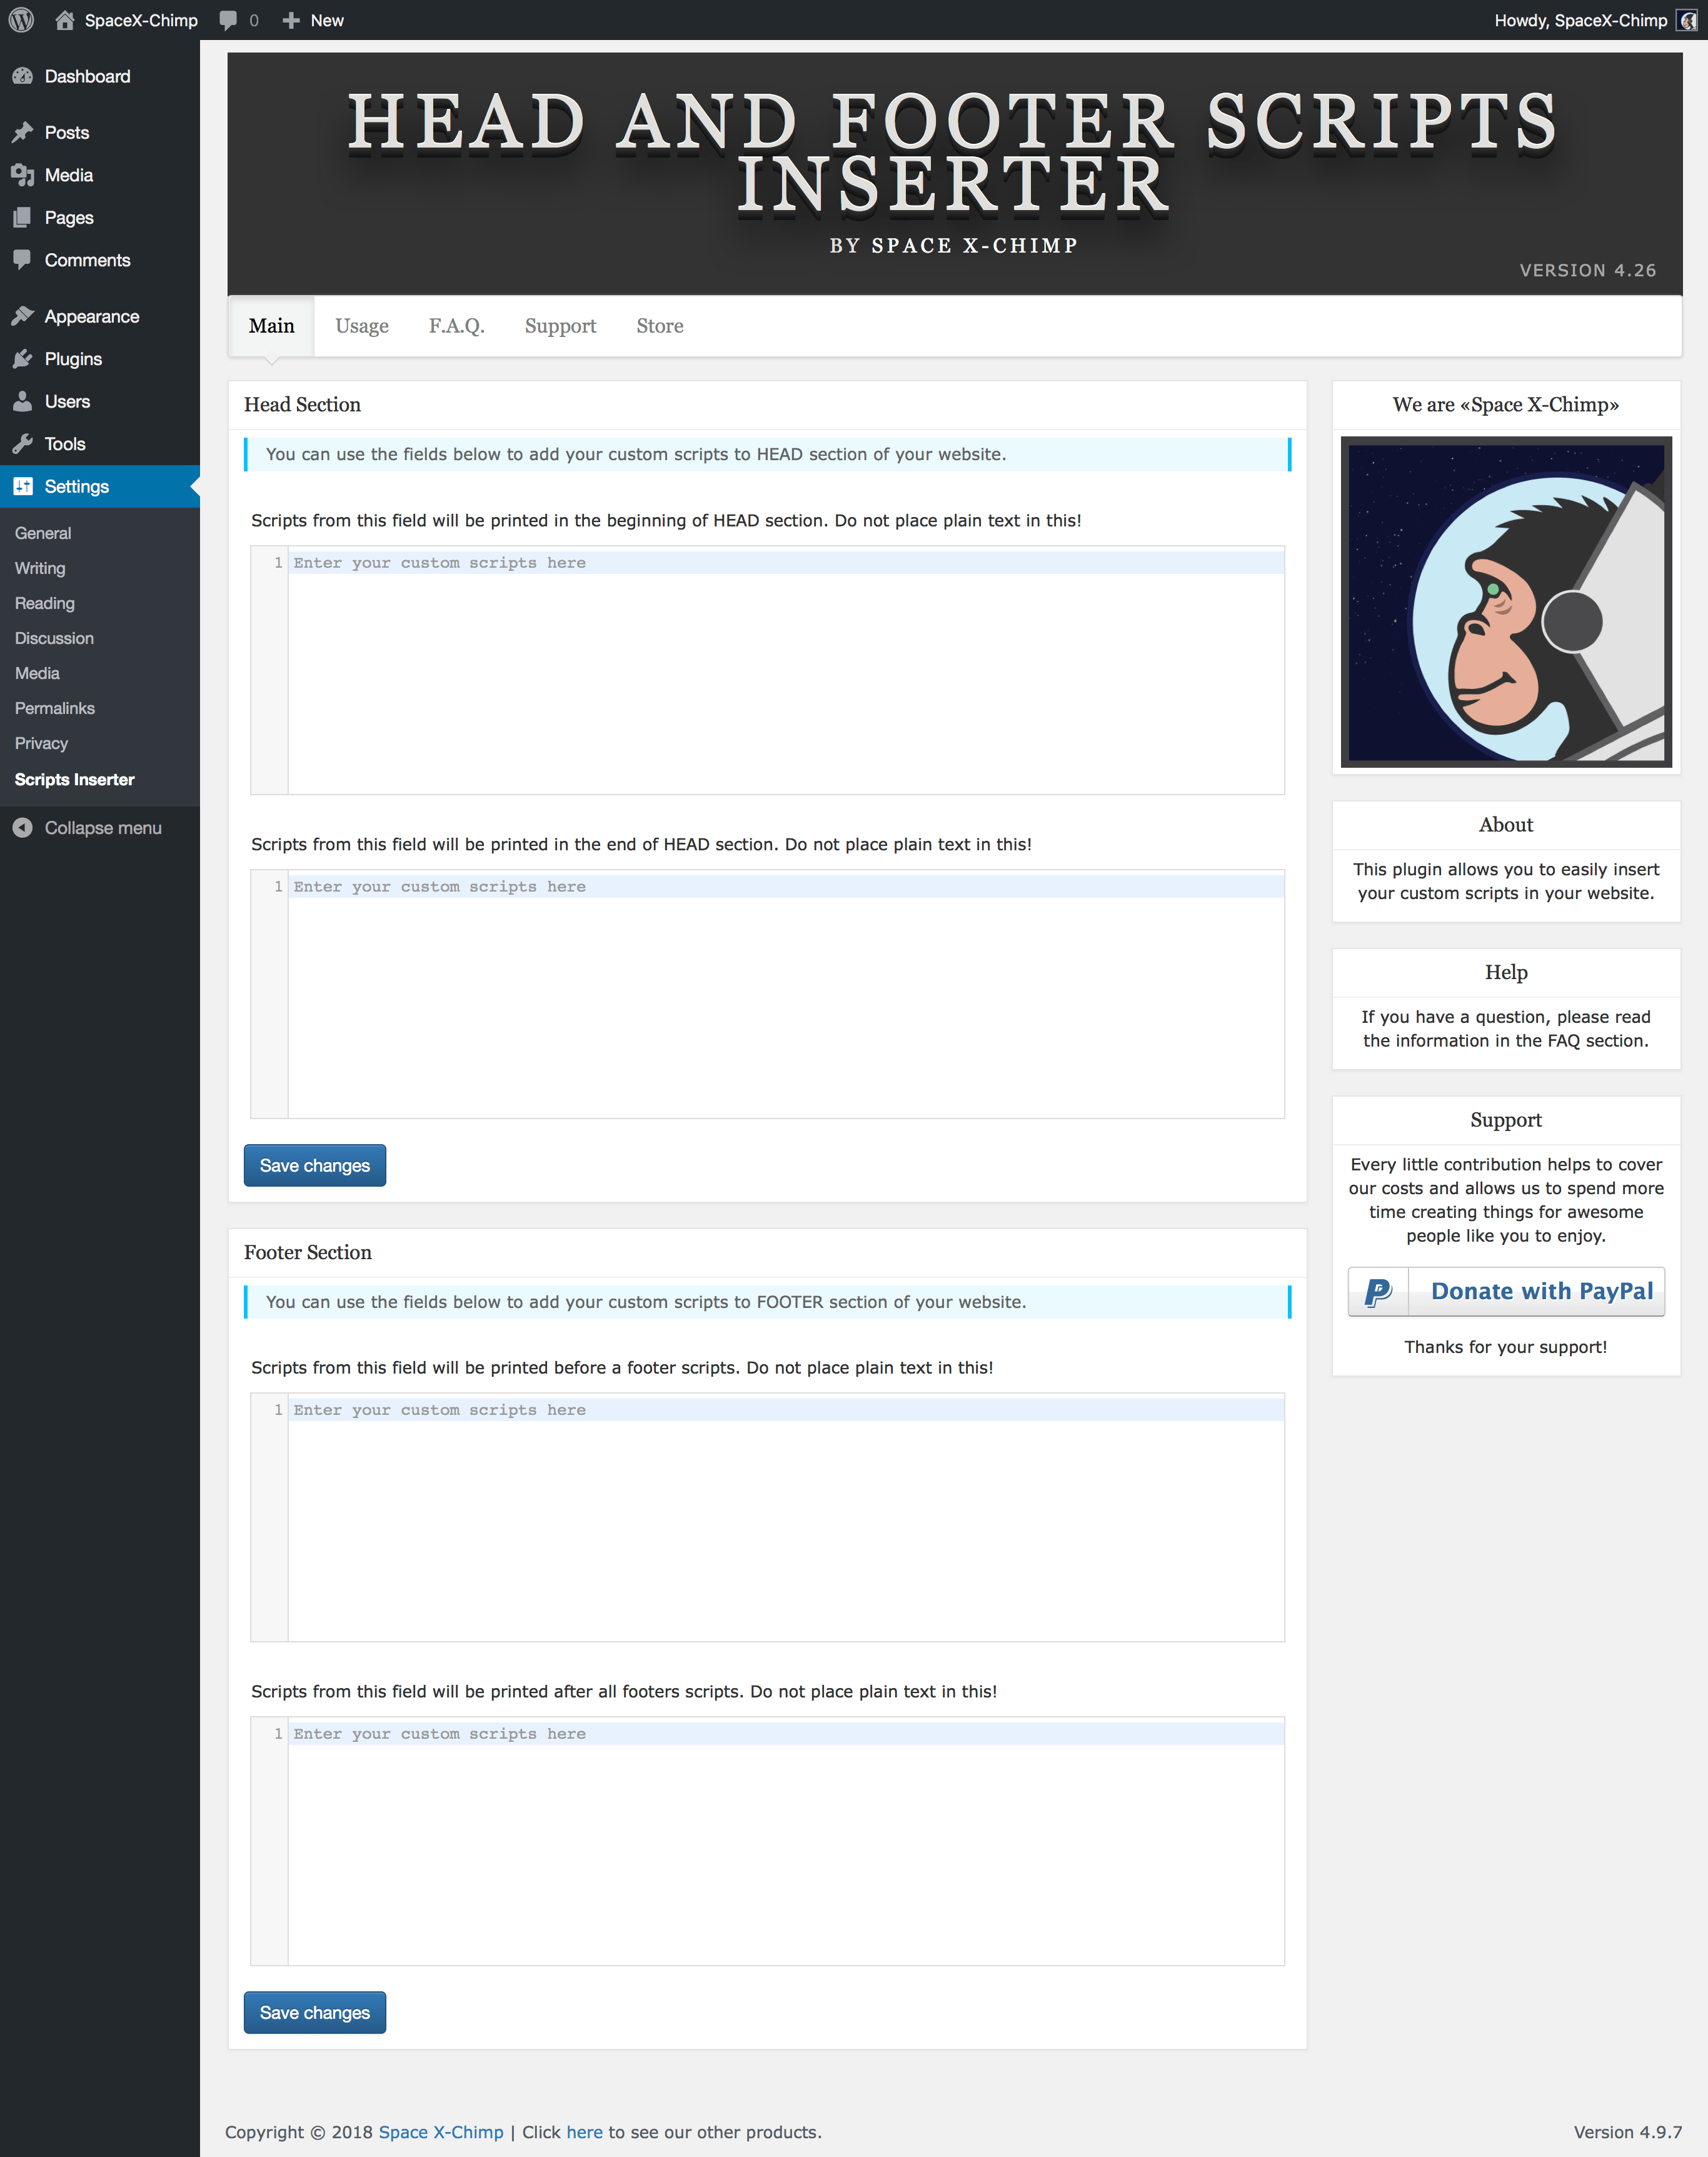 SpaceX-Chimp 0 New Howdy, SpaceX-Chimp
Dashboard
Posts
Media
Pages
Comments
Appearance
Plugins
Users
Tools
Settings
General
Writing
Reading
Discussion
Media
Permalinks
Privacy
Scripts Inserter
Collapse menu
HEAD AND FOOTER SCRIPTS
INSERTER
BY SPACE X-CHIMP
VERSION 4.26
Main Usage F.A.Q. Support Store
Head Section
You can use the fields below to add your custom scripts to HEAD section of your website.
Scripts from this field will be printed in the beginning of HEAD section. Do not place plain text in this!
1 Enter your custom scripts here
Scripts from this field will be printed in the end of HEAD section. Do not place plain text in this!
1 Enter your custom scripts here
Save changes
Footer Section
You can use the fields below to add your custom scripts to FOOTER section of your website.
Scripts from this field will be printed before a footer scripts. Do not place plain text in this!
1 Enter your custom scripts here
Scripts from this field will be printed after all footers scripts. Do not place plain text in this!
1 Enter your custom scripts here
Save changes
We are «Space X-Chimp»
About
This plugin allows you to easily insert
your custom scripts in your website.
Help
If you have a question, please read
the information in the FAQ section.
Support
Every little contribution helps to cover
our costs and allows us to spend more
time creating things for awesome
people like you to enjoy.
Donate with PayPal
Thanks for your support!
Copyright © 2018 Space X-Chimp | Click here to see our other products.
Version 4.9.7